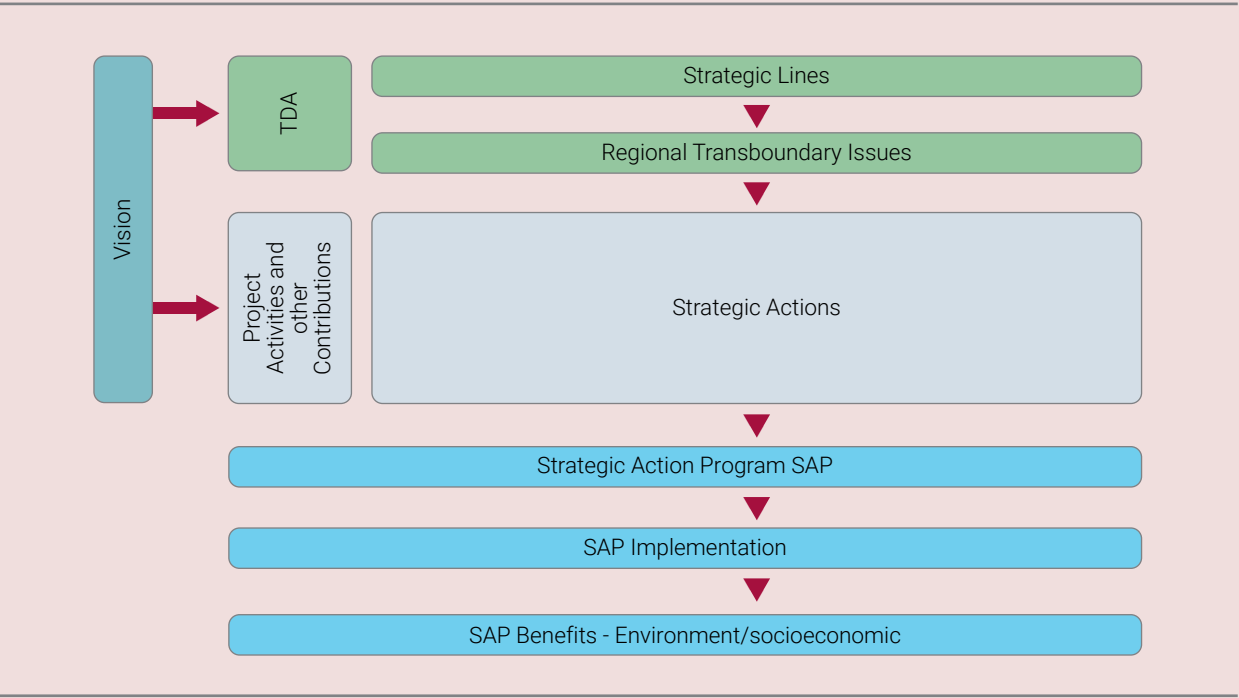 Vision
TDA
Strategic Lines
Regional Transboundary Issues
Project
Activities and
other
Contributions
Strategic Actions
Strategic Action Program SAP
SAP Implementation
SAP Benefits - Environment/socioeconomic